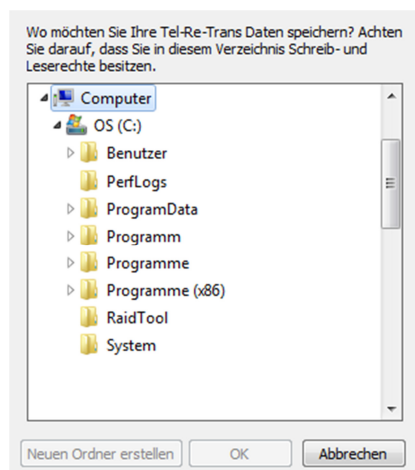 Wo möchten Sie Ihre Tel-Re-Trans Daten speichern? Achten
Sie darauf, dass Sie in diesem Verzeichnis Schreib- und
Leserechte besitzen.
Computer
OS (C:)
Benutzer
PerfLogs
ProgramData
Programm
Programme
Programme (x86)
RaidTool
System
Neuen Ordner erstellen OK Abbrechen